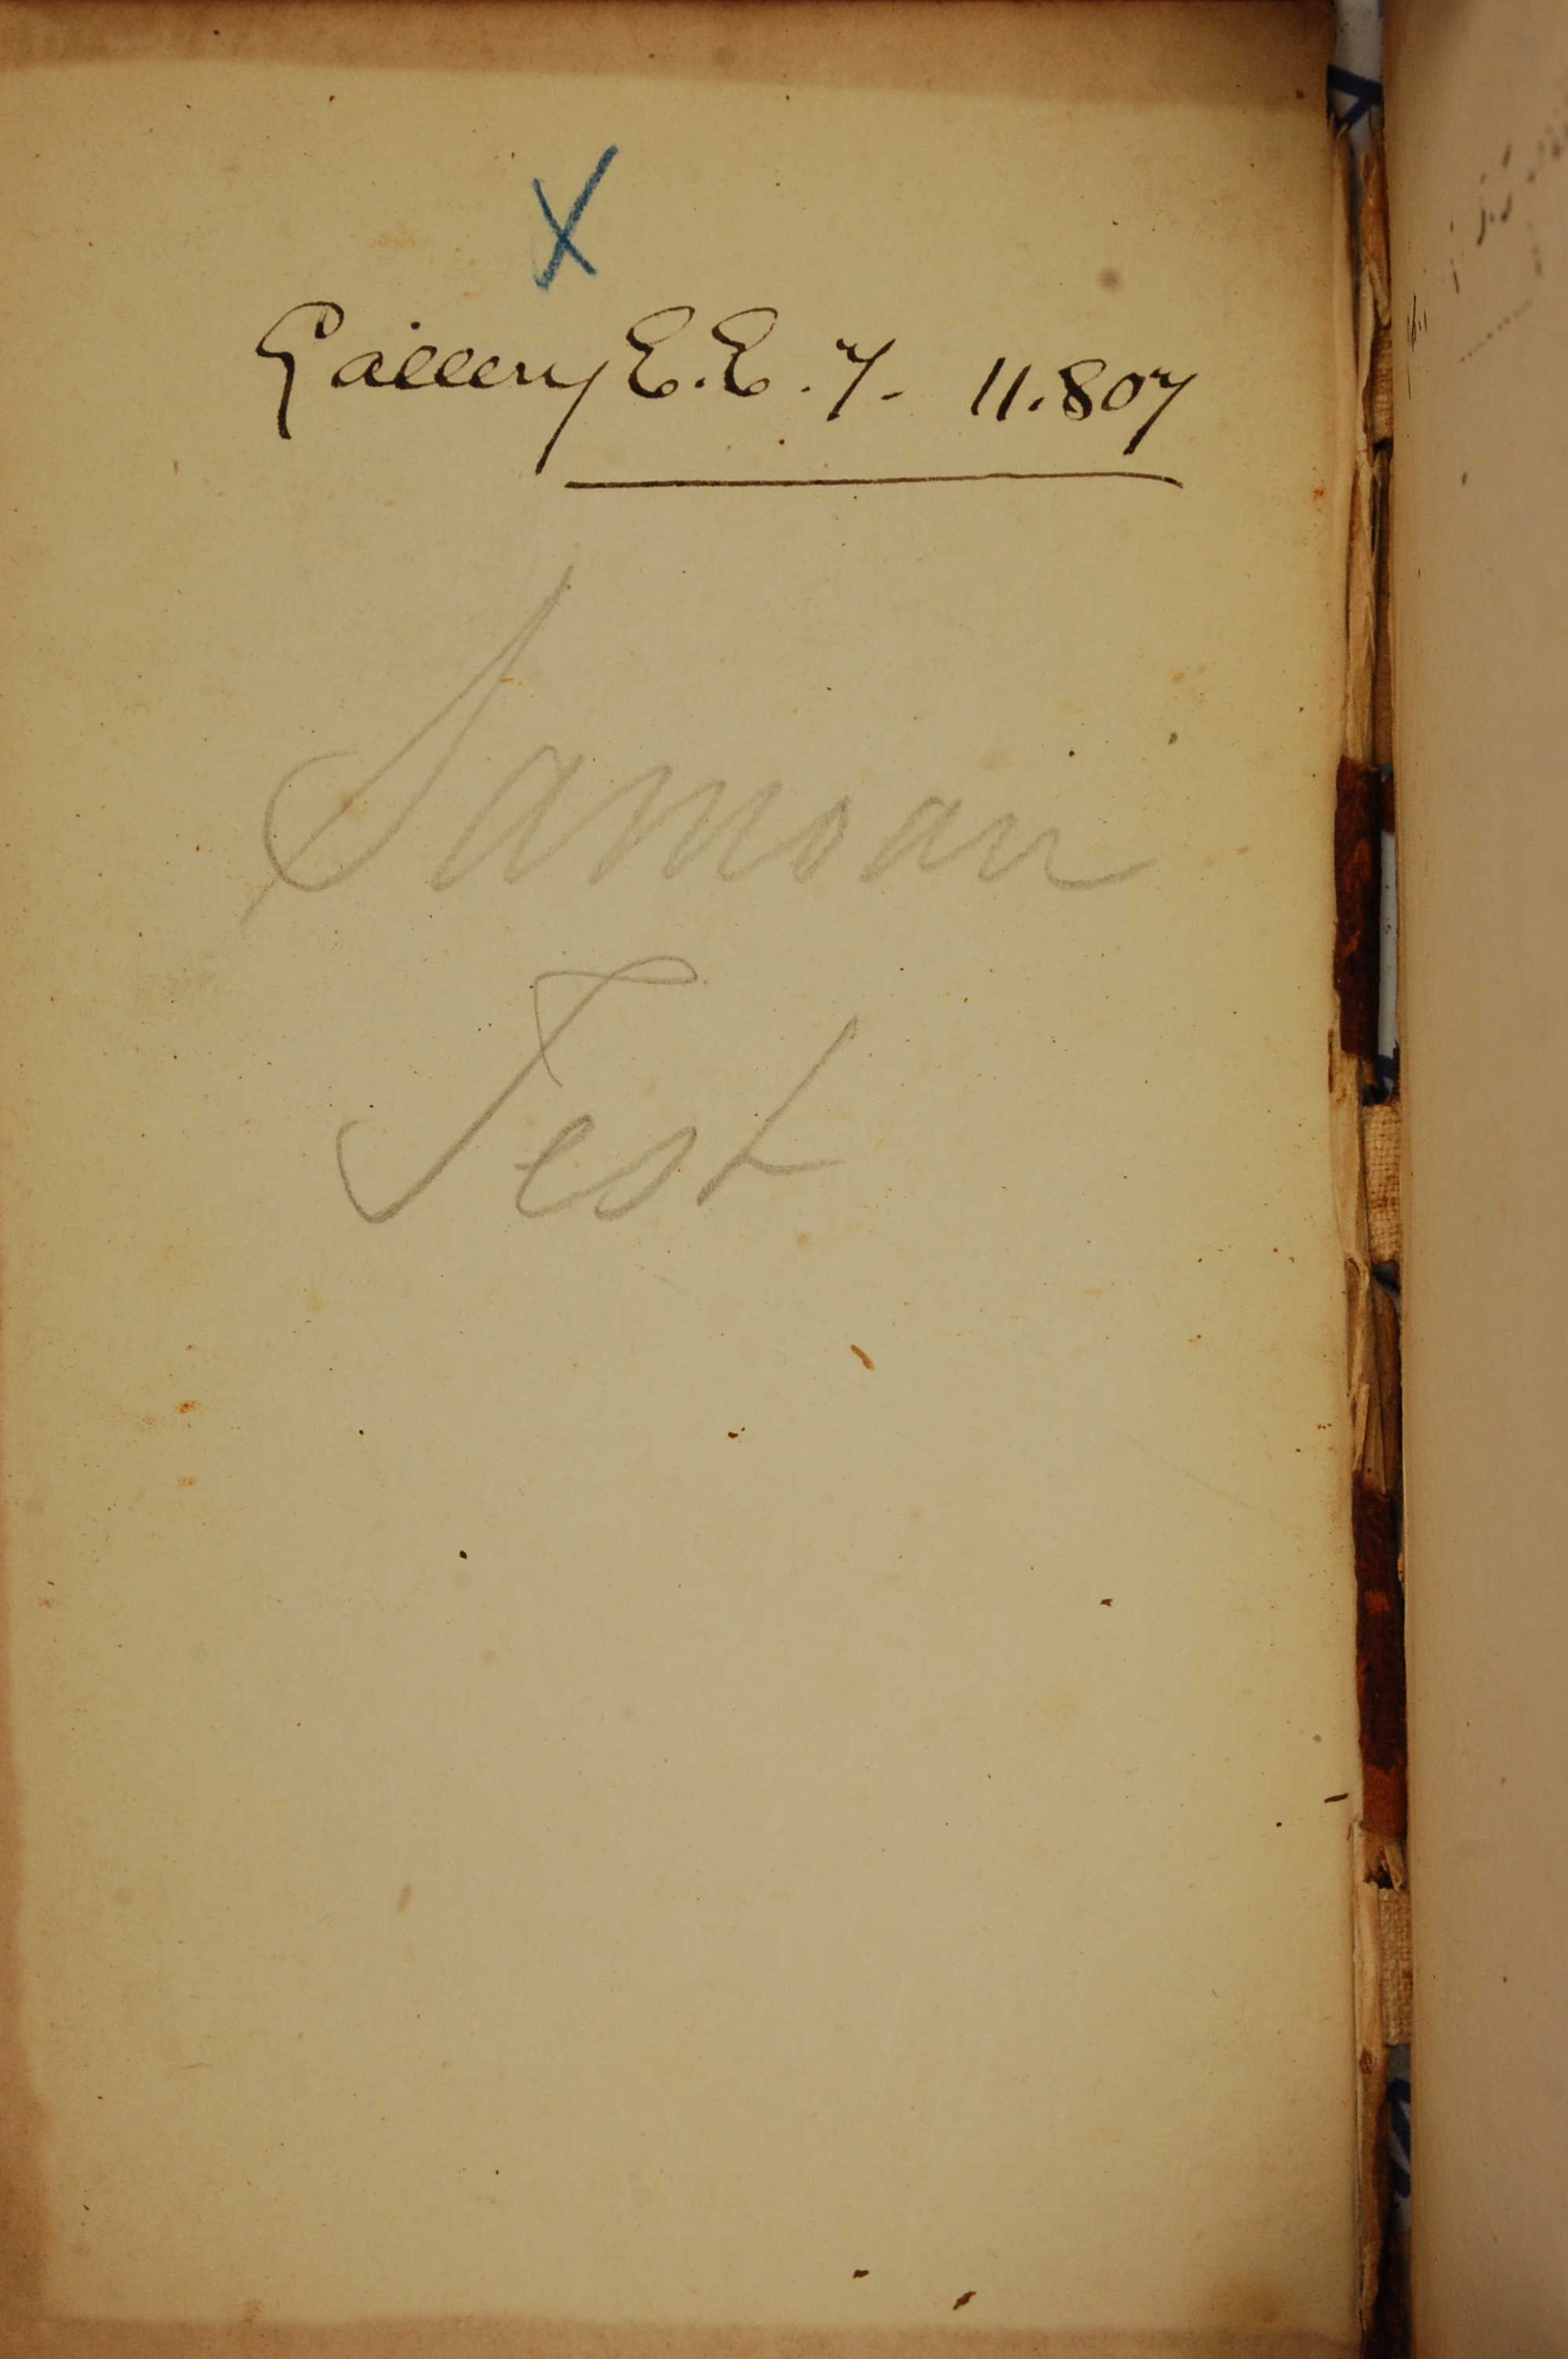 X
Gallery E.E.7. 11.807
Samoan
Test